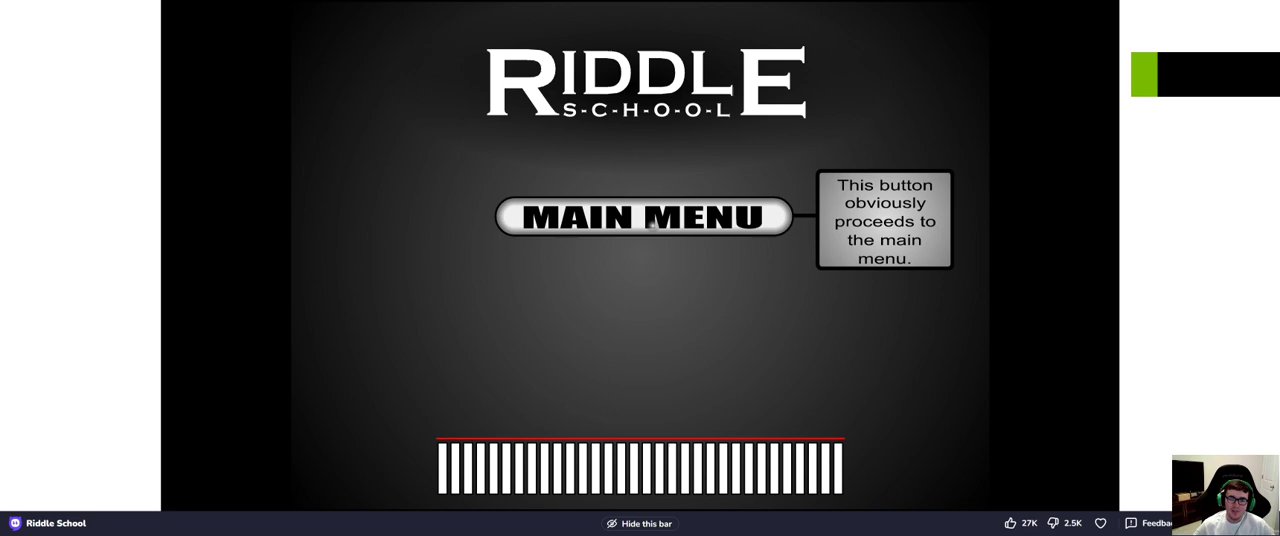 RIDDLE
S-C-H-O-O-L
MAIN MENU
This button
obviously
proceeds to
the main
menu.
Riddle School
Hide this bar
27K
2.5K
Feedba